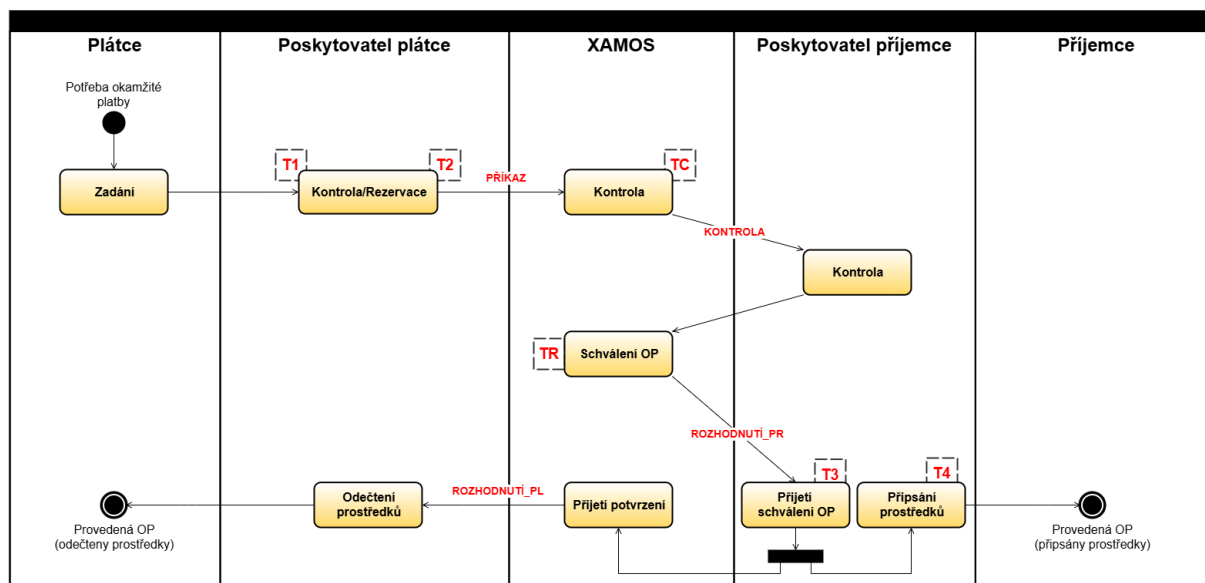 Plátce
Poskytovatel plátce
XAMOS
Poskytovatel příjemce
Příjemce
Potřeba okamžité
platby
T1
T2
TC
Zadání
Kontrola/Rezervace
PŘÍKAZ
Kontrola
KONTROLA
Kontrola
TR
Schválení OP
ROZHODNUTÍ_PR
T3
T4
Odečtení
prostředků
ROZHODNUTÍ_PL
Přijetí potvrzení
Přijetí
schválení OP
Připsání
prostředků
Provedená OP
(odečteny prostředky)
Provedená OP
(připsány prostředky)